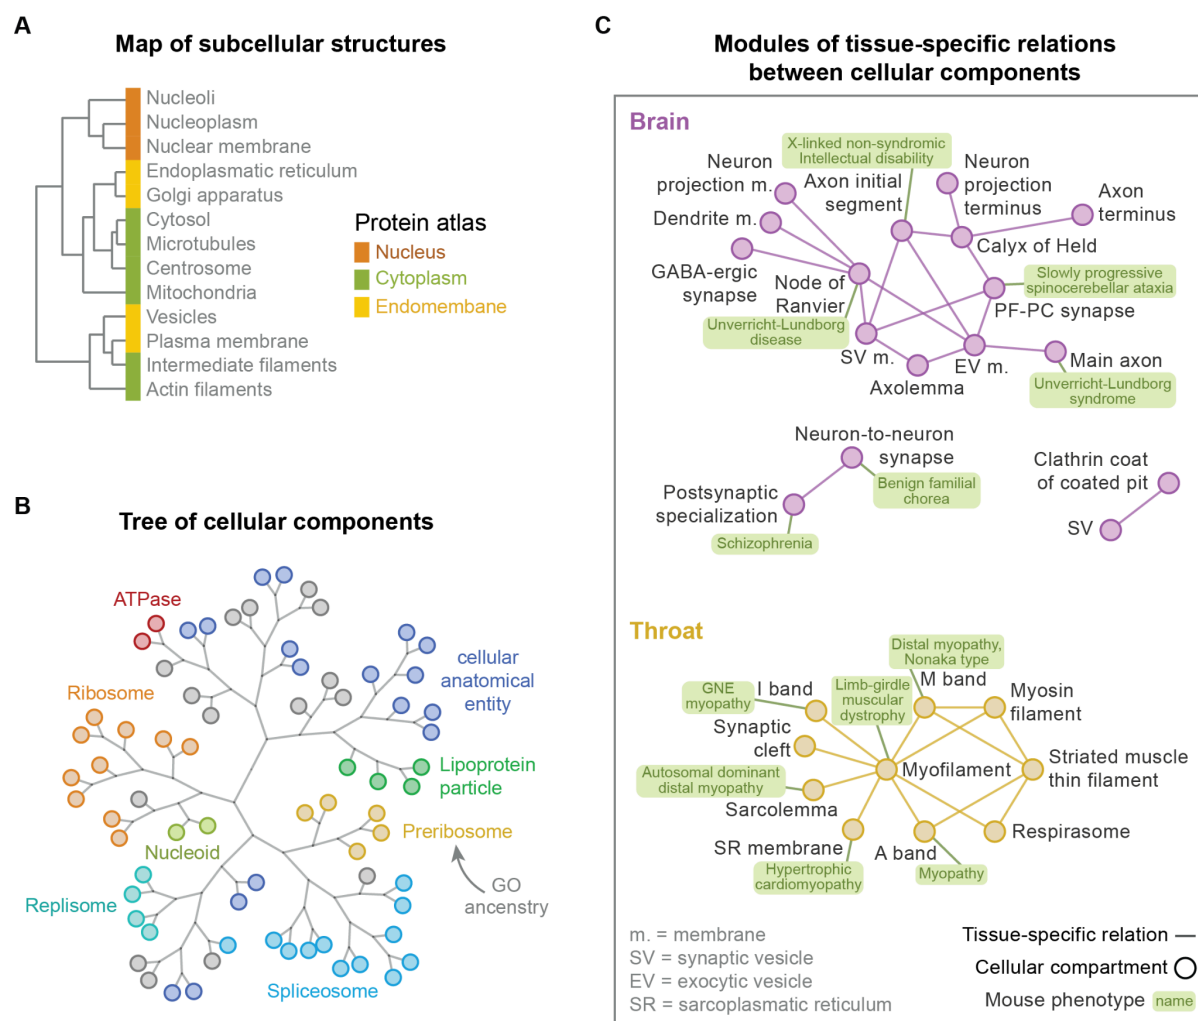 A
Map of subcellular structures
Nucleoli
Nucleoplasm
Nuclear membrane
Endoplasmatic reticulum
Golgi apparatus
Cytosol
Microtubules
Centrosome
Mitochondria
Vesicles
Plasma membrane
Intermediate filaments
Actin filaments
Protein atlas
Nucleus
Cytoplasm
Endomembane
B
Tree of cellular components
ATPase
Ribosome
cellular
anatomical
entity
Lipoprotein
particle
Preribosome
Nucleoid
GO
ancenstry
Replisome
Spliceosome
C
Modules of tissue-specific relations
between cellular components
Brain
X-linked non-syndromic
Intellectual disability
Neuron
projection m.
Axon initial
segment
Neuron
projection
terminus
Axon
terminus
Dendrite m.
Calyx of Held
GABA-ergic
synapse
Node of
Ranvier
Slowly progressive
spinocerebellar ataxia
PF-PC synapse
Unverricht-Lundborg
disease
SV m.
EV m.
Main axon
Axolemma
Unverricht-Lundborg
syndrome
Neuron-to-neuron
synapse
Benign familial
chorea
Postsynaptic
specialization
Schizophrenia
Clathrin coat
of coated pit
SV
Throat
Distal myopathy,
Nonaka type
M band
GNE
myopathy
I band
Limb-girdle
muscular
dystrophy
Myosin
filament
Synaptic
cleft
Myofilament
Striated muscle
thin filament
Autosomal dominant
distal myopathy
Sarcolemma
SR membrane
A band
Respirasome
Hypertrophic
cardiomyopathy
Myopathy
m. = membrane
SV = synaptic vesicle
EV = exocytic vesicle
SR = sarcoplasmatic reticulum
Tissue-specific relation
Cellular compartment
Mouse phenotype name